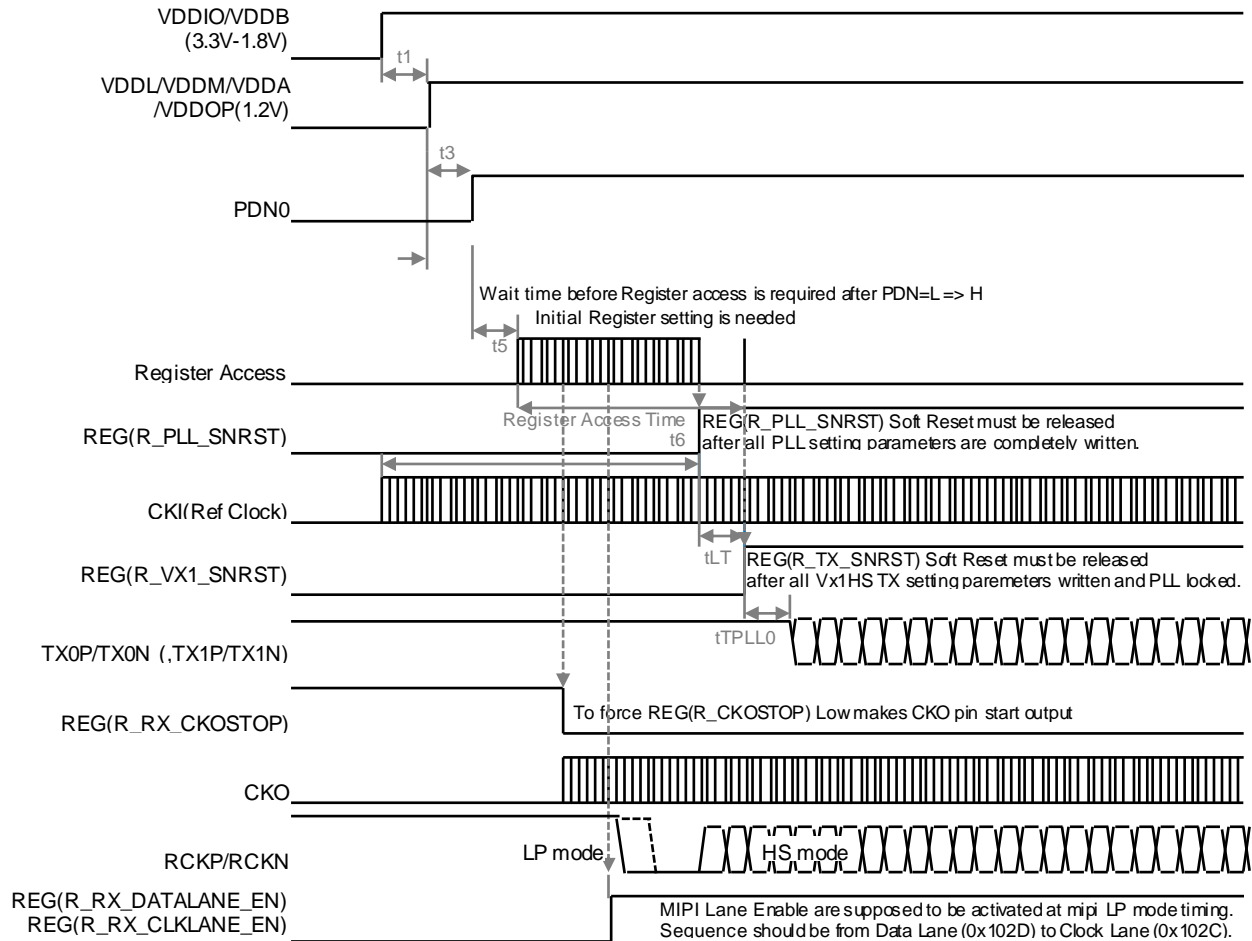 VDDIO/VDDB
(3.3V-1.8V)
t1
VDDL/VDDM/VDDA
/VDDOP(1.2V)
t3
PDN0
Wait time before Register access is required after PDN=L => H
Initial Register setting is needed
t5
Register Access
Register Access Time
t6
REG(R_PLL_SNRST) Soft Reset must be released
after all PLL setting parameters are completely written.
REG(R_PLL_SNRST)
CKI(Ref Clock)
tLT
REG(R_TX_SNRST) Soft Reset must be released
after all Vx1HS TX setting paremeters written and PLL locked.
REG(R_VX1_SNRST)
tTPLL0
TX0P/TX0N (,TX1P/TX1N)
REG(R_RX_CKOSTOP)
To force REG(R_CKOSTOP) Low makes CKO pin start output
CKO
RCKP/RCKN
LP mode
HS mode
REG(R_RX_DATALANE_EN)
REG(R_RX_CLKLANE_EN)
MIPI Lane Enable are supposed to be activated at mipi LP mode timing.
Sequence should be from Data Lane (0x102D) to Clock Lane (0x102C).